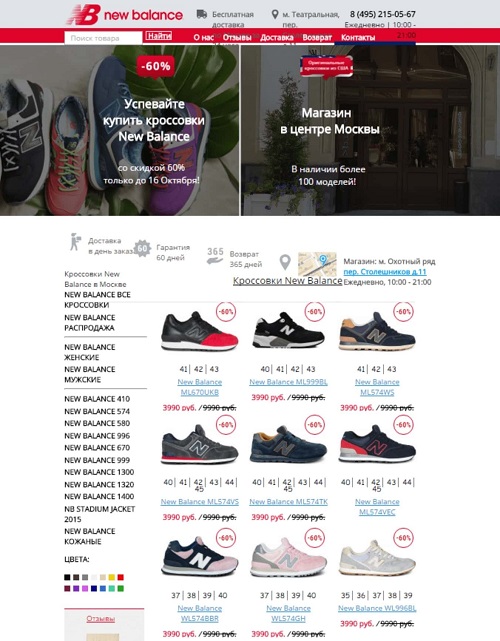 NB new balance
Бесплатная
доставка
м. Театральная,
пер.
8 (495) 215-05-67
Ежедневно | 10:00 -
21:00
Поиск товара
Найти
О нас Отзывы Доставка Возврат Контакты
-60%
Успевайте
купить кроссовки
New Balance
со скидкой 60%
только до 16 Октября!
Оригинальные
кроссовки из США
Магазин
в центре Москвы
В наличии более
100 моделей!
Доставка
в день заказа
60
Гарантия
60 дней
365
Возврат
365 дней
Магазин: м. Охотный ряд
пер. Столешников д.11
Ежедневно, 10:00 - 21:00
Кроссовки New Balance
Кроссовки New
Balance в Москве
NEW BALANCE ВСЕ
КРОССОВКИ
NEW BALANCE
РАСПРОДАЖА
NEW BALANCE
ЖЕНСКИЕ
NEW BALANCE
МУЖСКИЕ
NEW BALANCE 410
NEW BALANCE 574
NEW BALANCE 580
NEW BALANCE 996
NEW BALANCE 670
NEW BALANCE 999
NEW BALANCE 1300
NEW BALANCE 1320
NEW BALANCE 1400
NB STADIUM JACKET
2015
NEW BALANCE
КОЖАНЫЕ
ЦВЕТА:
Отзывы
-60%
41 | 42 | 43
New Balance
ML670UKB
3990 руб. / 9990 руб.
-60%
40 | 41 | 42 | 43
New Balance ML999BL
3990 руб. / 9990 руб.
-60%
41 | 42 | 43
New Balance
ML574WS
3990 руб. / 9990 руб.
-60%
40 | 41 | 42 | 43 | 44 |
45
New Balance ML574VS
3990 руб. / 9990 руб.
-60%
40 | 41 | 42 | 43 | 44 |
45
New Balance ML574TK
3990 руб. / 9990 руб.
-60%
40 | 41 | 42 | 43 | 44
New Balance
ML574VEC
3990 руб. / 9990 руб.
-60%
37 | 38 | 39 | 40
New Balance
WL574BBR
3990 руб. / 9990 руб.
-60%
37 | 38 | 39 | 40
New Balance
WL574GH
3990 руб. / 9990 руб.
-60%
35 | 36 | 37 | 38 | 39
New Balance WL996BL
3990 руб. / 9990 руб.